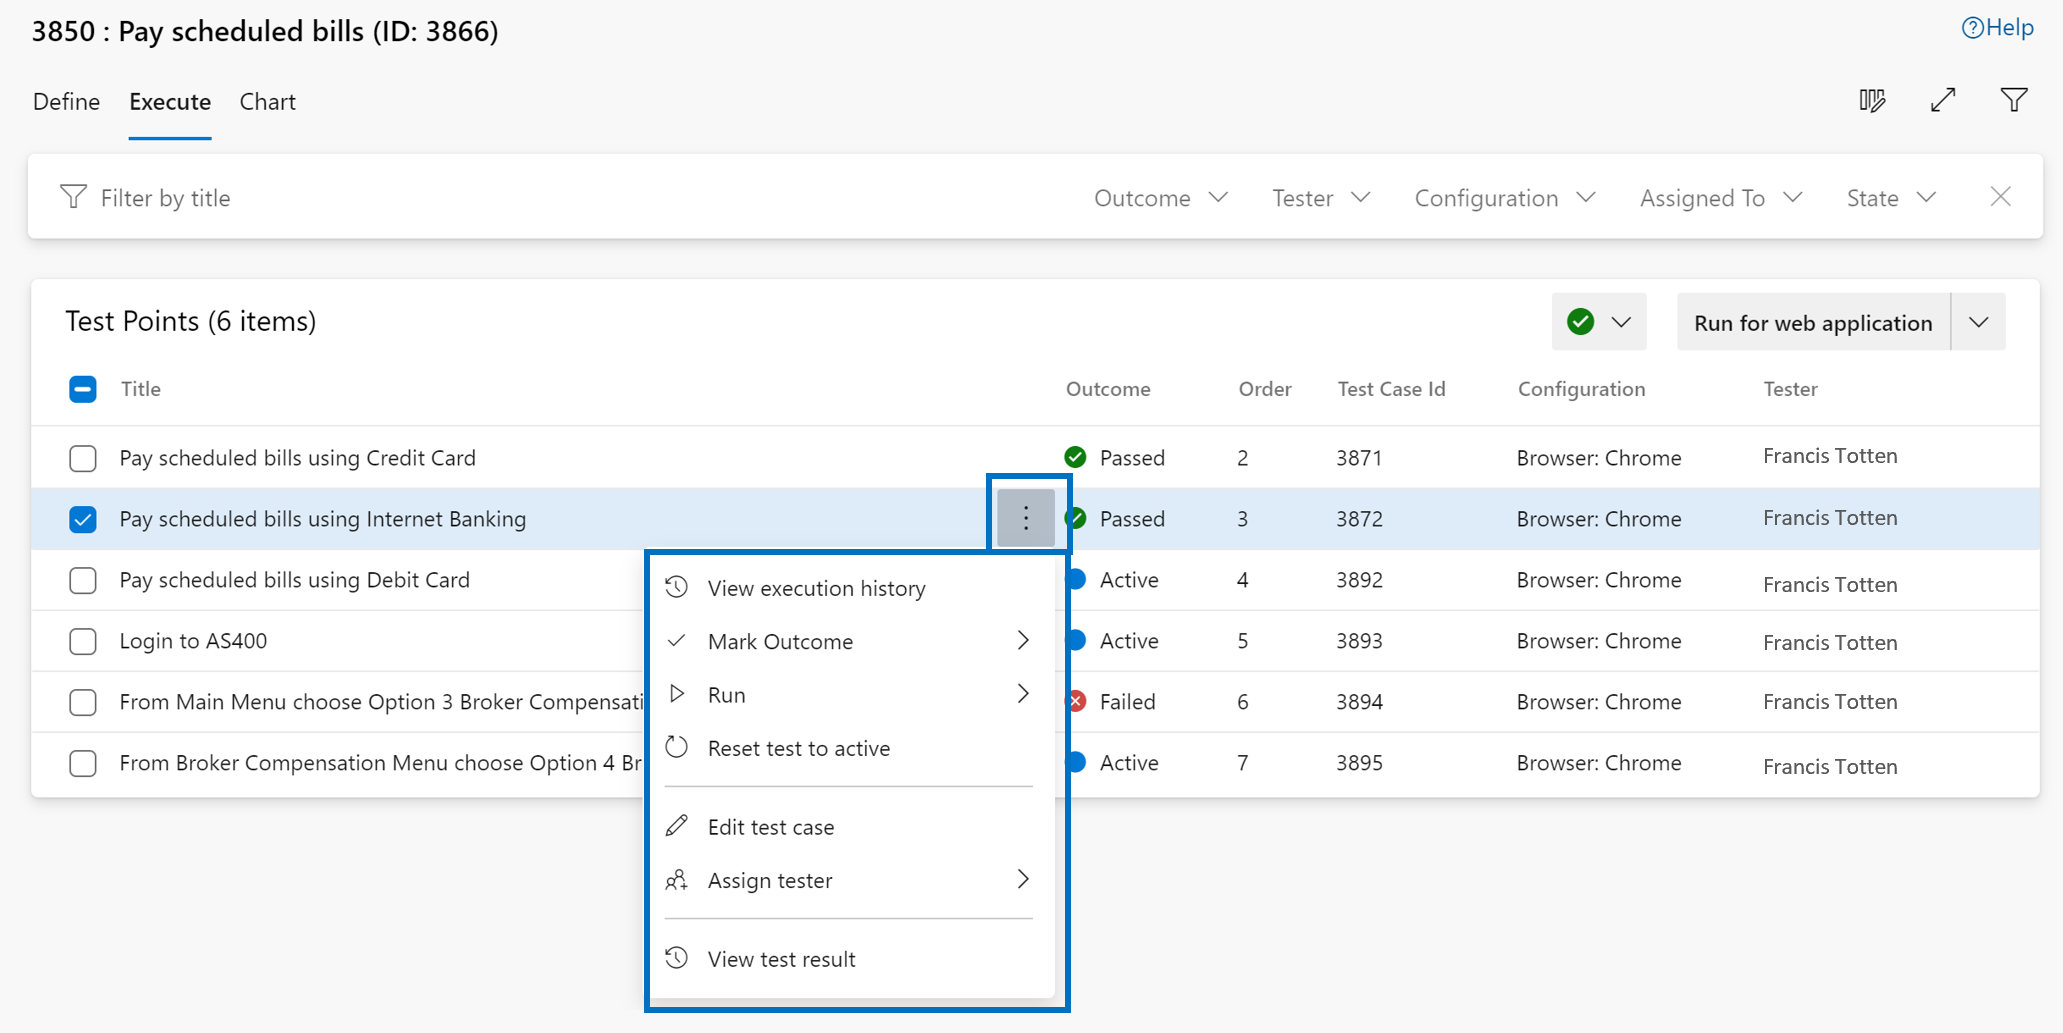 3850 : Pay scheduled bills (ID: 3866)
Help
Define Execute Chart
Filter by title Outcome Tester Configuration Assigned To State
Test Points (6 items)
Run for web application
Title Outcome Order Test Case Id Configuration Tester
Pay scheduled bills using Credit Card Passed 2 3871 Browser: Chrome Francis Totten
Pay scheduled bills using Internet Banking Passed 3 3872 Browser: Chrome Francis Totten
Pay scheduled bills using Debit Card Active 4 3892 Browser: Chrome Francis Totten
Login to AS400 Active 5 3893 Browser: Chrome Francis Totten
From Main Menu choose Option 3 Broker Compensati Failed 6 3894 Browser: Chrome Francis Totten
From Broker Compensation Menu choose Option 4 Br Active 7 3895 Browser: Chrome Francis Totten
View execution history
Mark Outcome
Run
Reset test to active
Edit test case
Assign tester
View test result